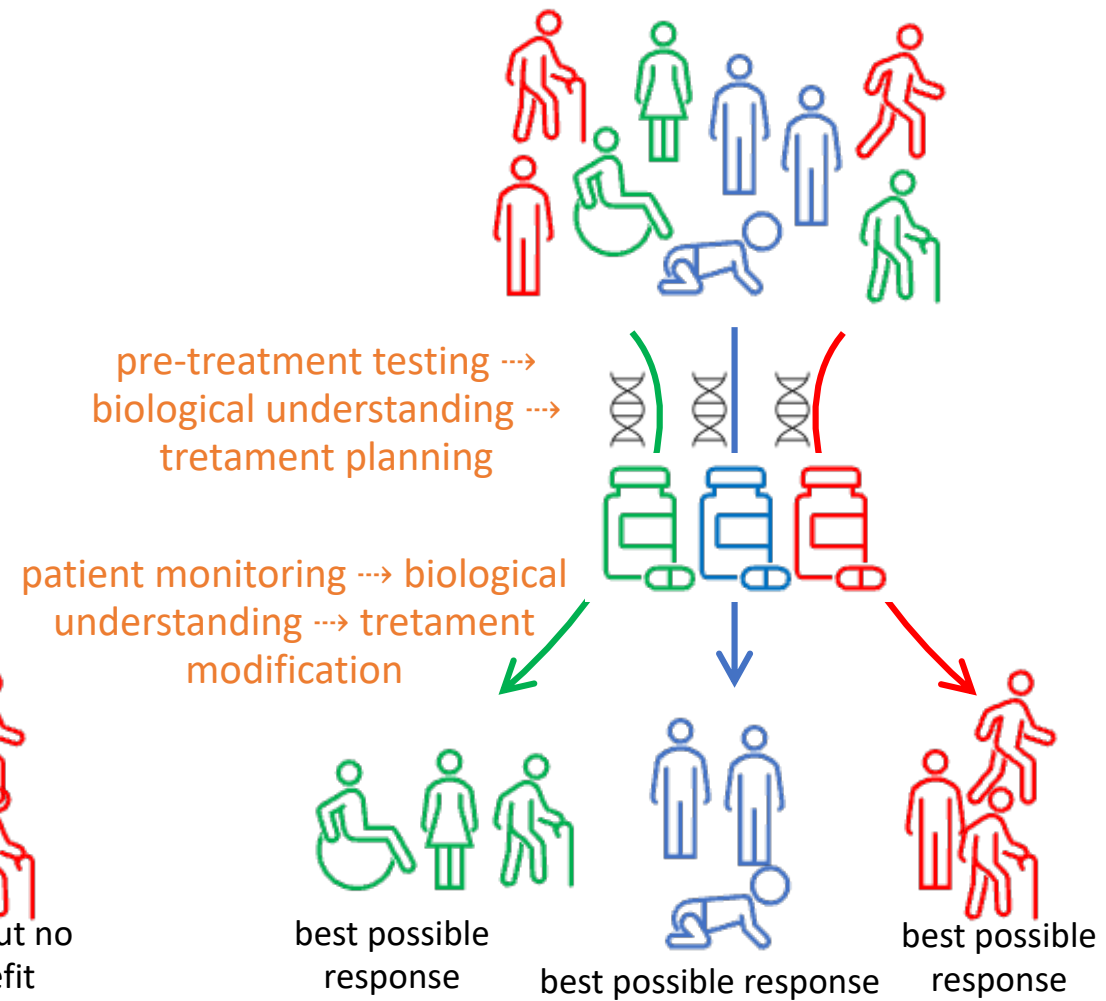 pre-treatment testing ⤑
biological understanding ⤑
tretament planning
patient monitoring ⤑ biological
understanding ⤑ tretament
modification
no
best possible
response
best possible response
best possible
response